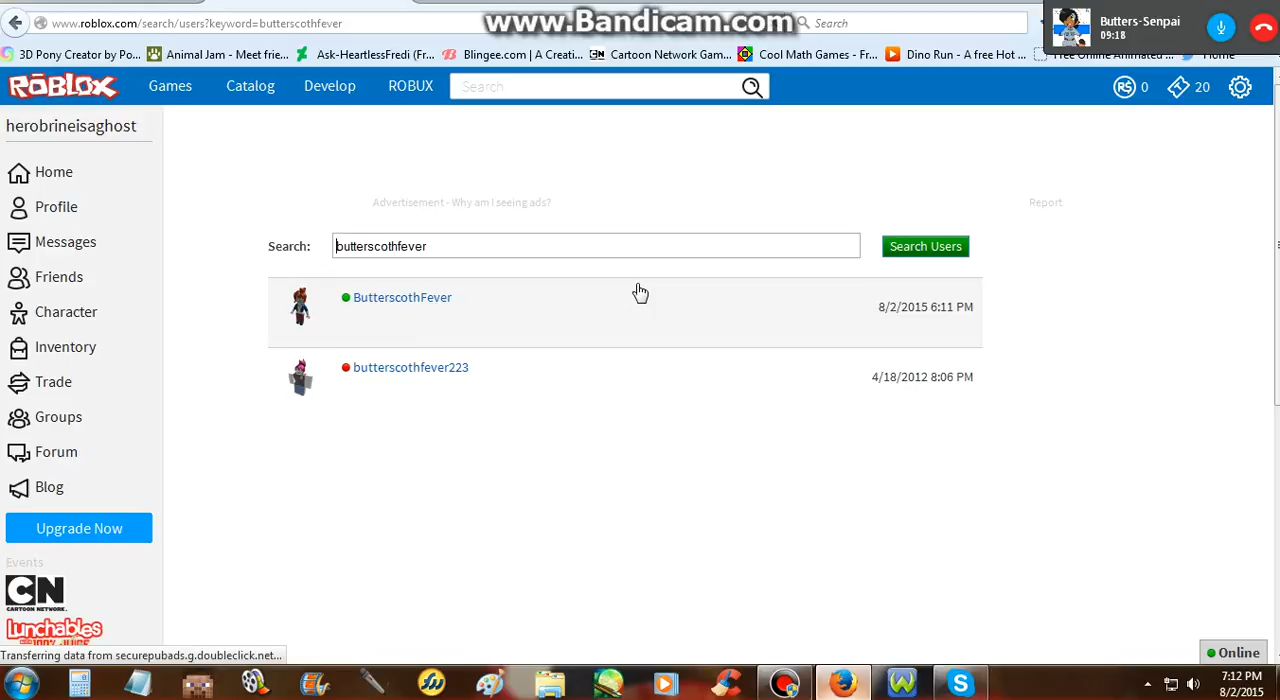 www.roblox.com/search/users?keyword=butterscothfever
www.Bandicam.com
Search
Butters-Senpai
09:18
3D Pony Creator by Po...
Animal Jam - Meet frie...
Ask-HeartlessFredi (Fr...
Blingee.com | A Creati...
Cartoon Network Gam...
Cool Math Games - Fr...
Dino Run - A free Hot ...
Free Online Animated ...
Home
ROBLOX
Games
Catalog
Develop
ROBUX
Search
R$ 0
20
herobrineisaghost
Home
Profile
Messages
Friends
Character
Inventory
Trade
Groups
Forum
Blog
Upgrade Now
Events
CN
CARTOON NETWORK
Lunchables
Advertisement - Why am I seeing ads?
Report
Search:
butterscothfever
Search Users
ButterscothFever
8/2/2015 6:11 PM
butterscothfever223
4/18/2012 8:06 PM
Transferring data from securepubads.g.doubleclick.net...
Online
7:12 PM
8/2/2015